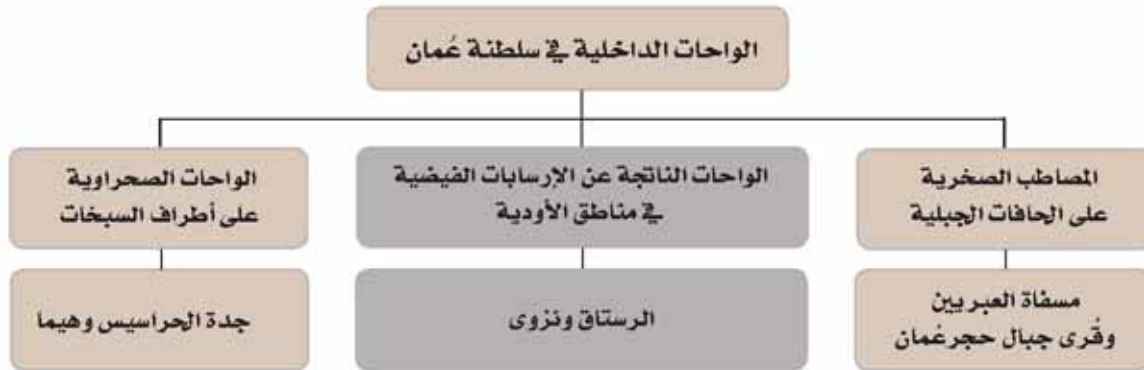 الواحات الداخلية في سلطنة عُمان
المصاطب الصخرية
على الحافات الجبلية
الواحات الناتجة عن الإرسابات الفيضية
في مناطق الأودية
الواحات الصحراوية
على أطراف السبخات
مسفاة العبريين
وقُرى جبال حجرعُمان
الرستاق ونزوى
جدة الحراسيس وهيما